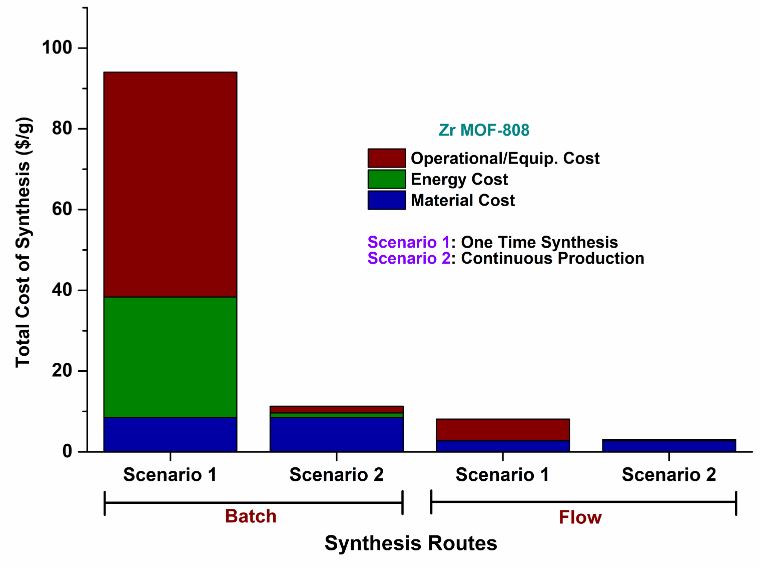 Total Cost of Synthesis ($/g)
100
80
60
40
20
0
Zr MOF-808
Operational/Equip. Cost
Energy Cost
Material Cost
Scenario 1: One Time Synthesis
Scenario 2: Continuous Production
Scenario 1
Scenario 2
Scenario 1
Scenario 2
Batch
Flow
Synthesis Routes